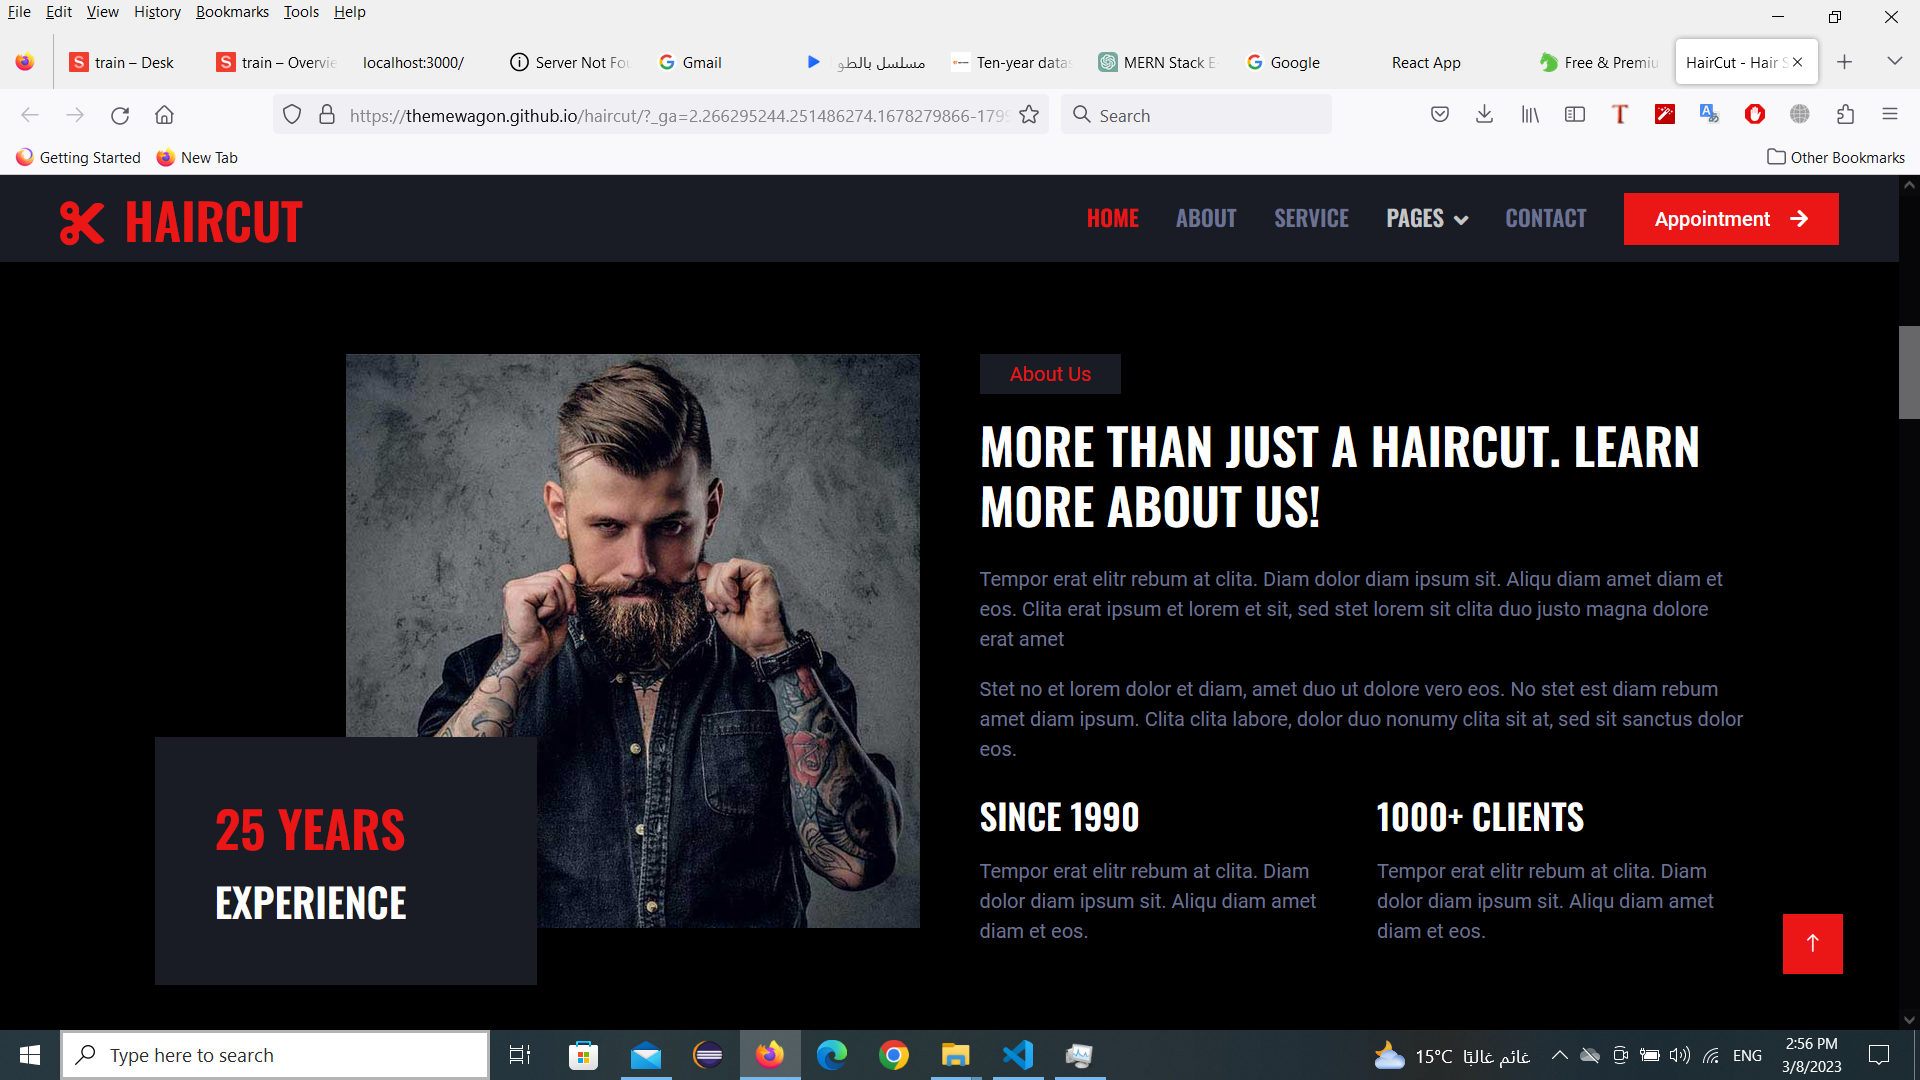 File Edit View History Bookmarks Tools Help
train – Desk
train – Overvie
localhost:3000/
Server Not Fou
Gmail
مسلسل بالطو
Ten-year datas
MERN Stack E
Google
React App
Free & Premiu
HairCut - Hair S
https://themewagon.github.io/haircut/?_ga=2.266295244.251486274.1678279866-1795
Search
Getting Started
New Tab
Other Bookmarks
HAIRCUT
HOME ABOUT SERVICE PAGES CONTACT
Appointment
About Us
MORE THAN JUST A HAIRCUT. LEARN
MORE ABOUT US!
Tempor erat elitr rebum at clita. Diam dolor diam ipsum sit. Aliqu diam amet diam et
eos. Clita erat ipsum et lorem et sit, sed stet lorem sit clita duo justo magna dolore
erat amet
Stet no et lorem dolor et diam, amet duo ut dolore vero eos. No stet est diam rebum
amet diam ipsum. Clita clita labore, dolor duo nonumy clita sit at, sed sit sanctus dolor
eos.
25 YEARS
EXPERIENCE
SINCE 1990
Tempor erat elitr rebum at clita. Diam
dolor diam ipsum sit. Aliqu diam amet
diam et eos.
1000+ CLIENTS
Tempor erat elitr rebum at clita. Diam
dolor diam ipsum sit. Aliqu diam amet
diam et eos.
Type here to search
15°C غائم غالبًا
ENG
2:56 PM
3/8/2023